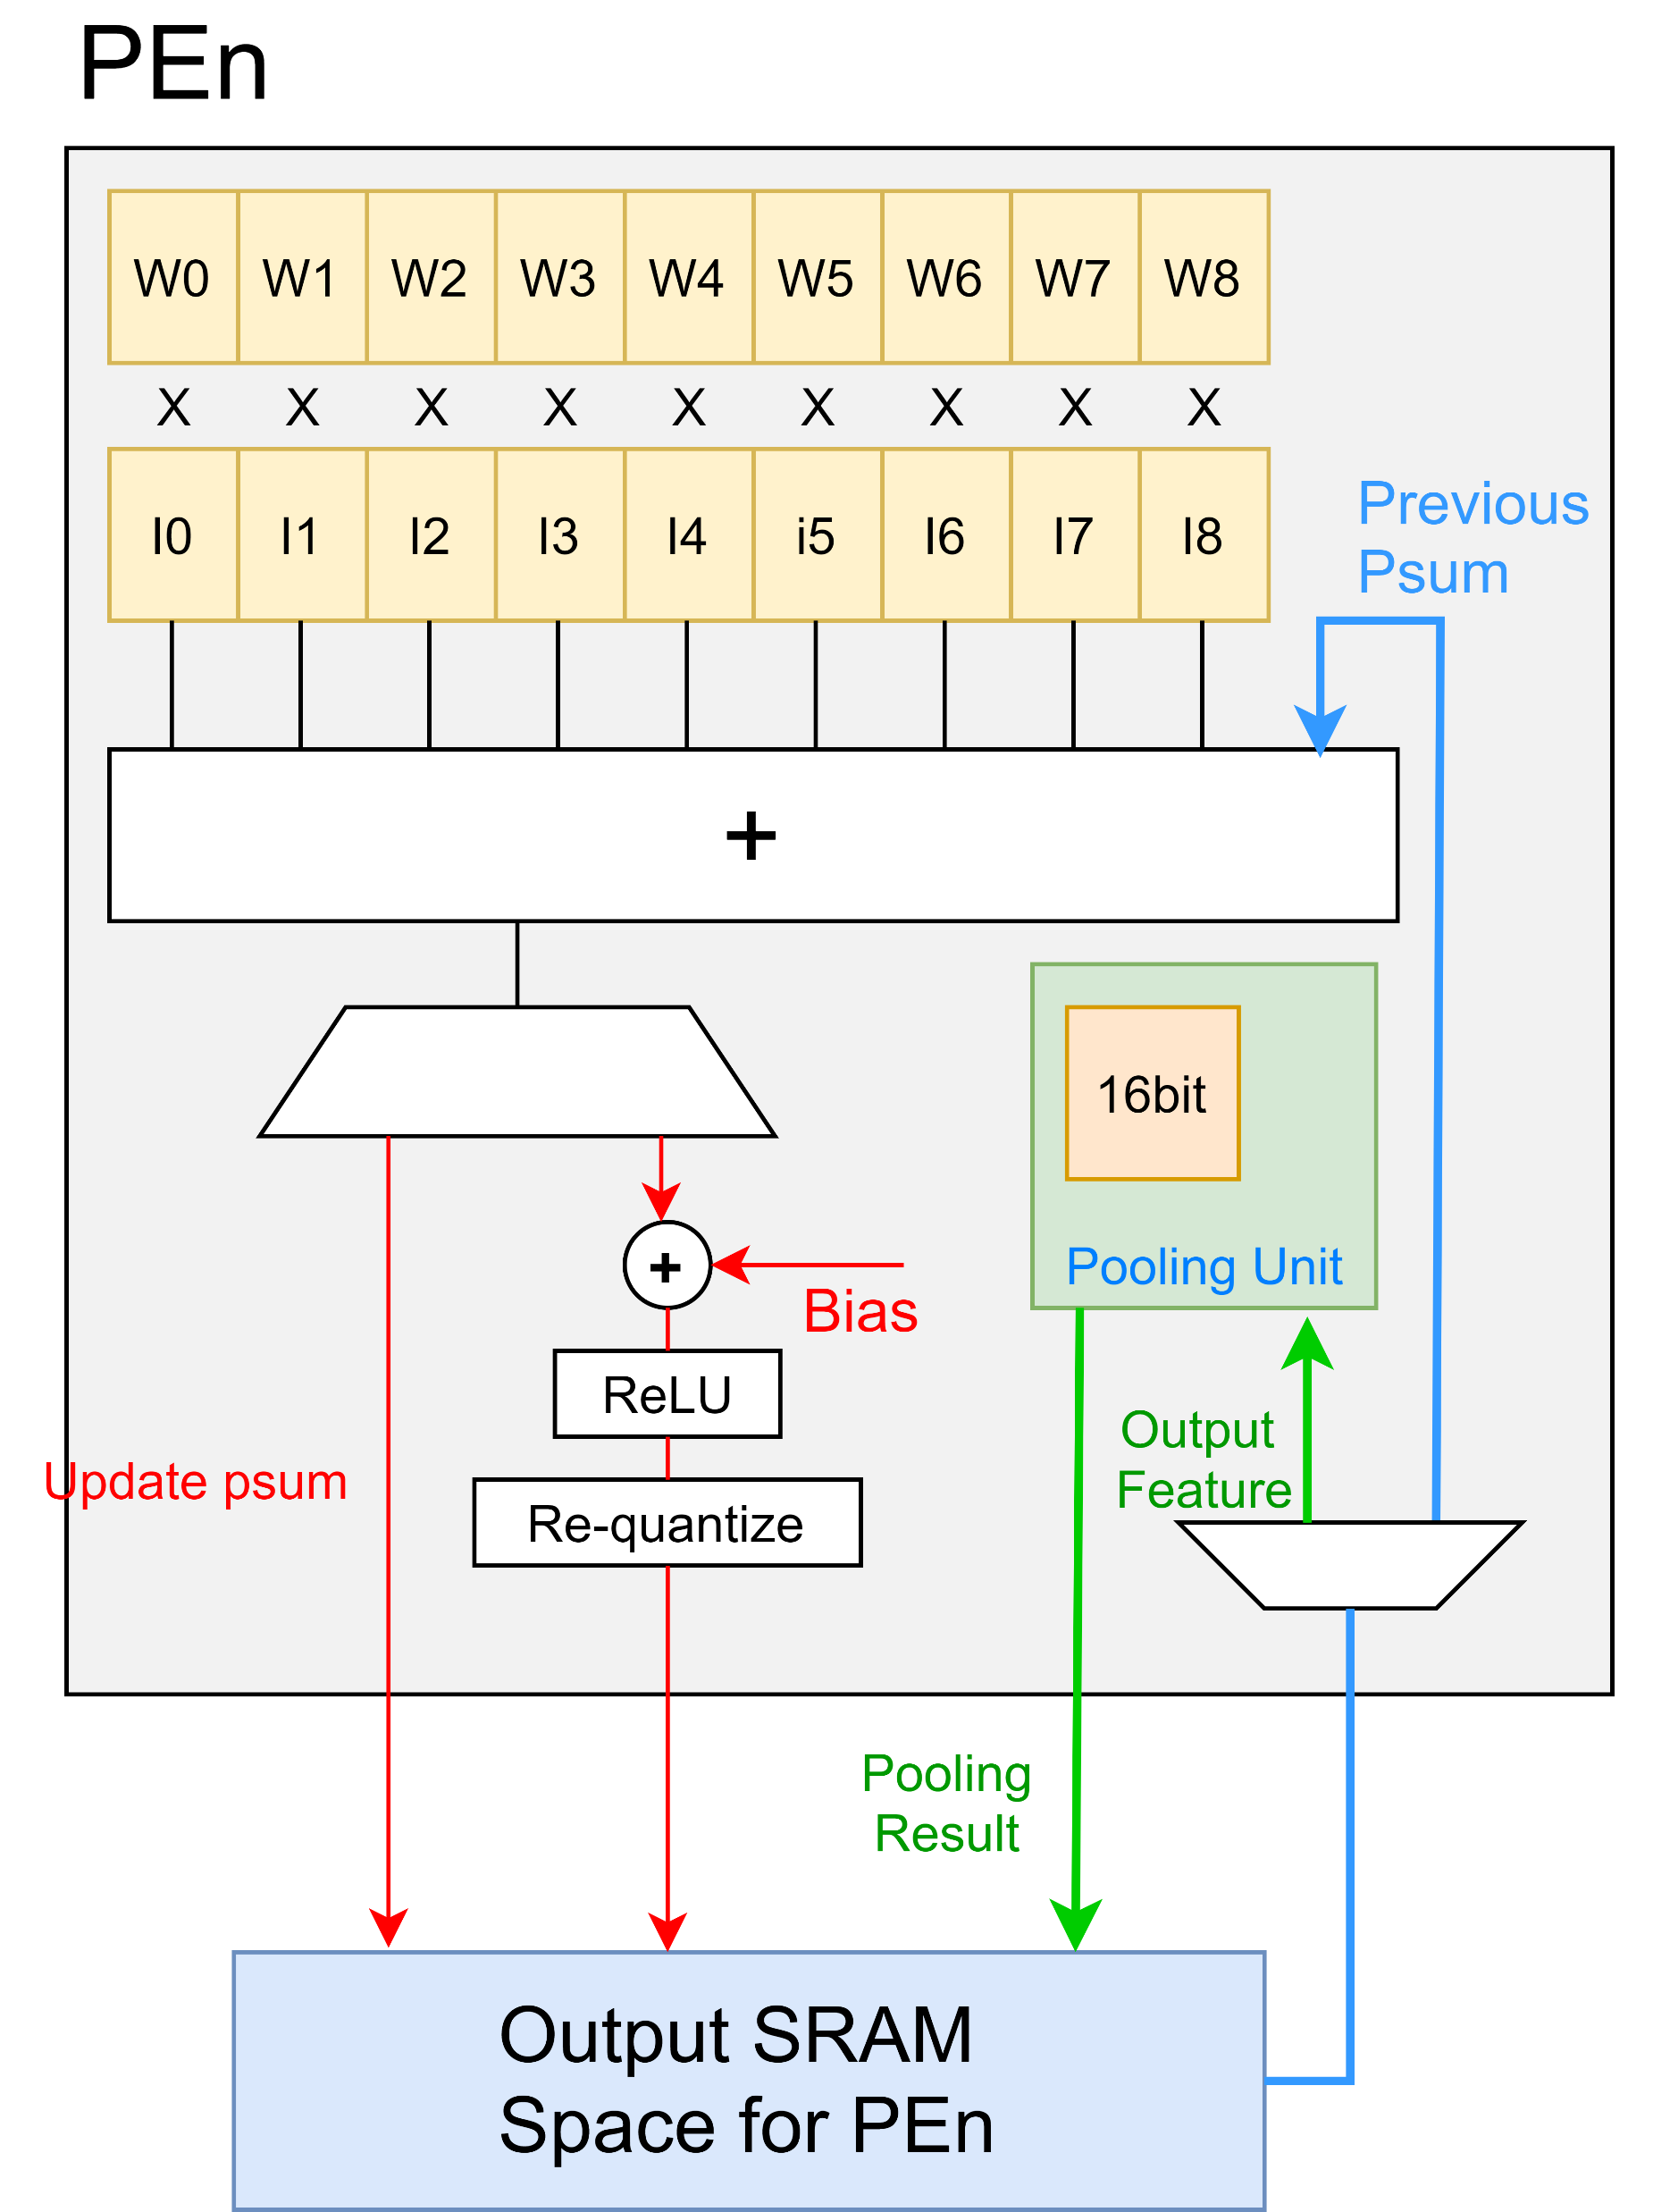 PEn
W0 W1 W2 W3 W4 W5 W6 W7 W8
X X X X X X X X X
I0 I1 I2 I3 I4 i5 I6 I7 I8
Previous
Psum
+
16bit
Pooling Unit
+
Bias
ReLU
Output
Feature
Update psum
Re-quantize
Pooling
Result
Output SRAM
Space for PEn